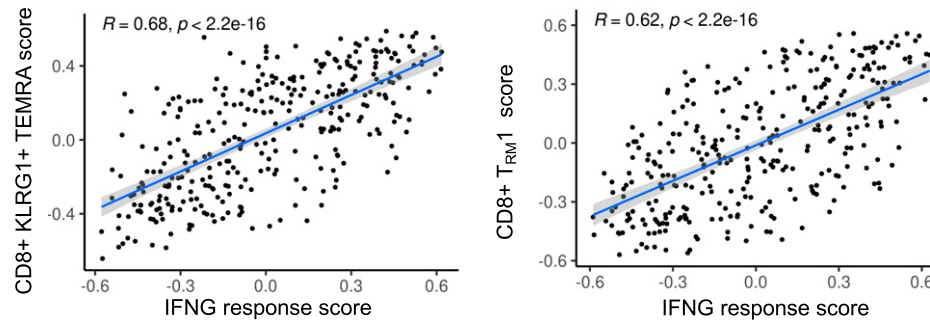 R = 0.68, p < 2.2e-16
CD8+ KLRG1+ TEMRA score
0.4
0.0
-0.4
-0.6 -0.3 0.0 0.3 0.6
IFNG response score
R = 0.62, p < 2.2e-16
CD8+ TRM1 score
0.6
0.3
0.0
-0.3
-0.6
-0.6 -0.3 0.0 0.3 0.6
IFNG response score